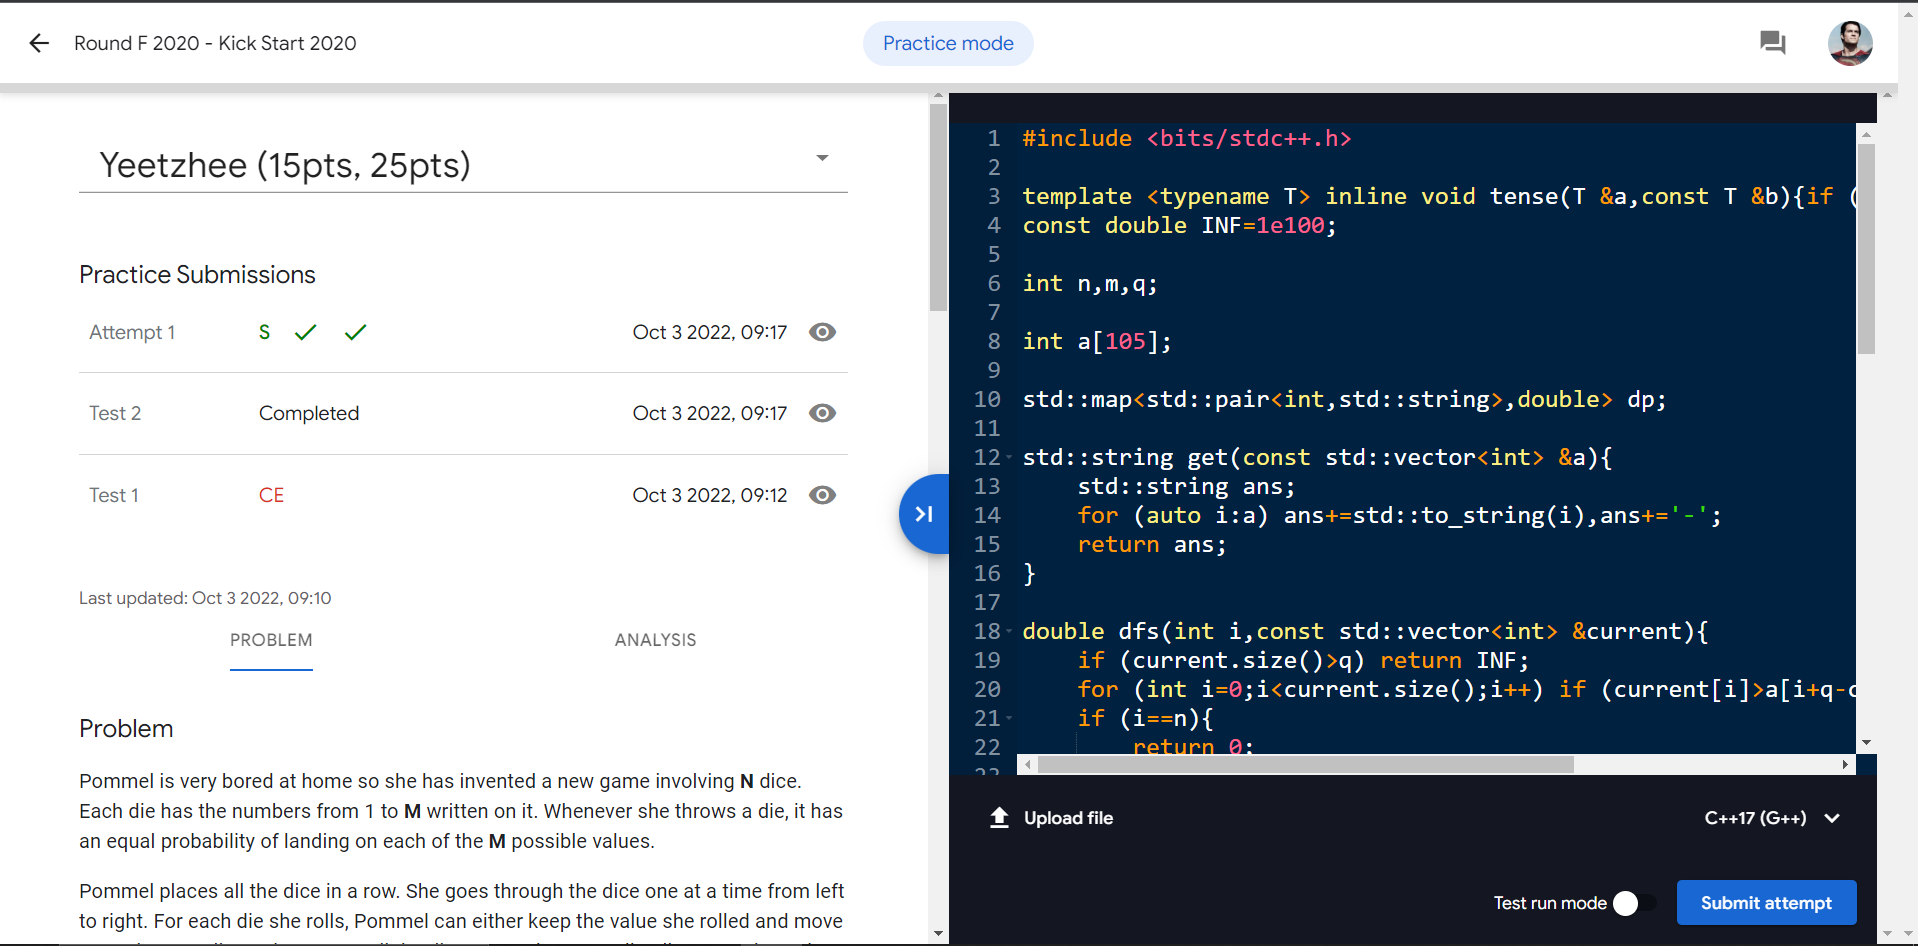 Round F 2020 - Kick Start 2020
Practice mode
Yeetzhee (15pts, 25pts)
Practice Submissions
Attempt 1 S Oct 3 2022, 09:17
Test 2 Completed Oct 3 2022, 09:17
Test 1 CE Oct 3 2022, 09:12
Last updated: Oct 3 2022, 09:10
PROBLEM ANALYSIS
Problem
Pommel is very bored at home so she has invented a new game involving N dice.
Each die has the numbers from 1 to M written on it. Whenever she throws a die, it has
an equal probability of landing on each of the M possible values.
Pommel places all the dice in a row. She goes through the dice one at a time from left
to right. For each die she rolls, Pommel can either keep the value she rolled and move
1 #include <bits/stdc++.h>
2
3 template <typename T> inline void tense(T &a,const T &b){if (
4 const double INF=1e100;
5
6 int n,m,q;
7
8 int a[105];
9
10 std::map<std::pair<int,std::string>,double> dp;
11
12 std::string get(const std::vector<int> &a){
13     std::string ans;
14     for (auto i:a) ans+=std::to_string(i),ans+='-';
15     return ans;
16 }
17
18 double dfs(int i,const std::vector<int> &current){
19     if (current.size()>q) return INF;
20     for (int i=0;i<current.size();i++) if (current[i]>a[i+q-c
21     if (i==n){
22         return 0;
23
Upload file
C++17 (G++)
Test run mode
Submit attempt